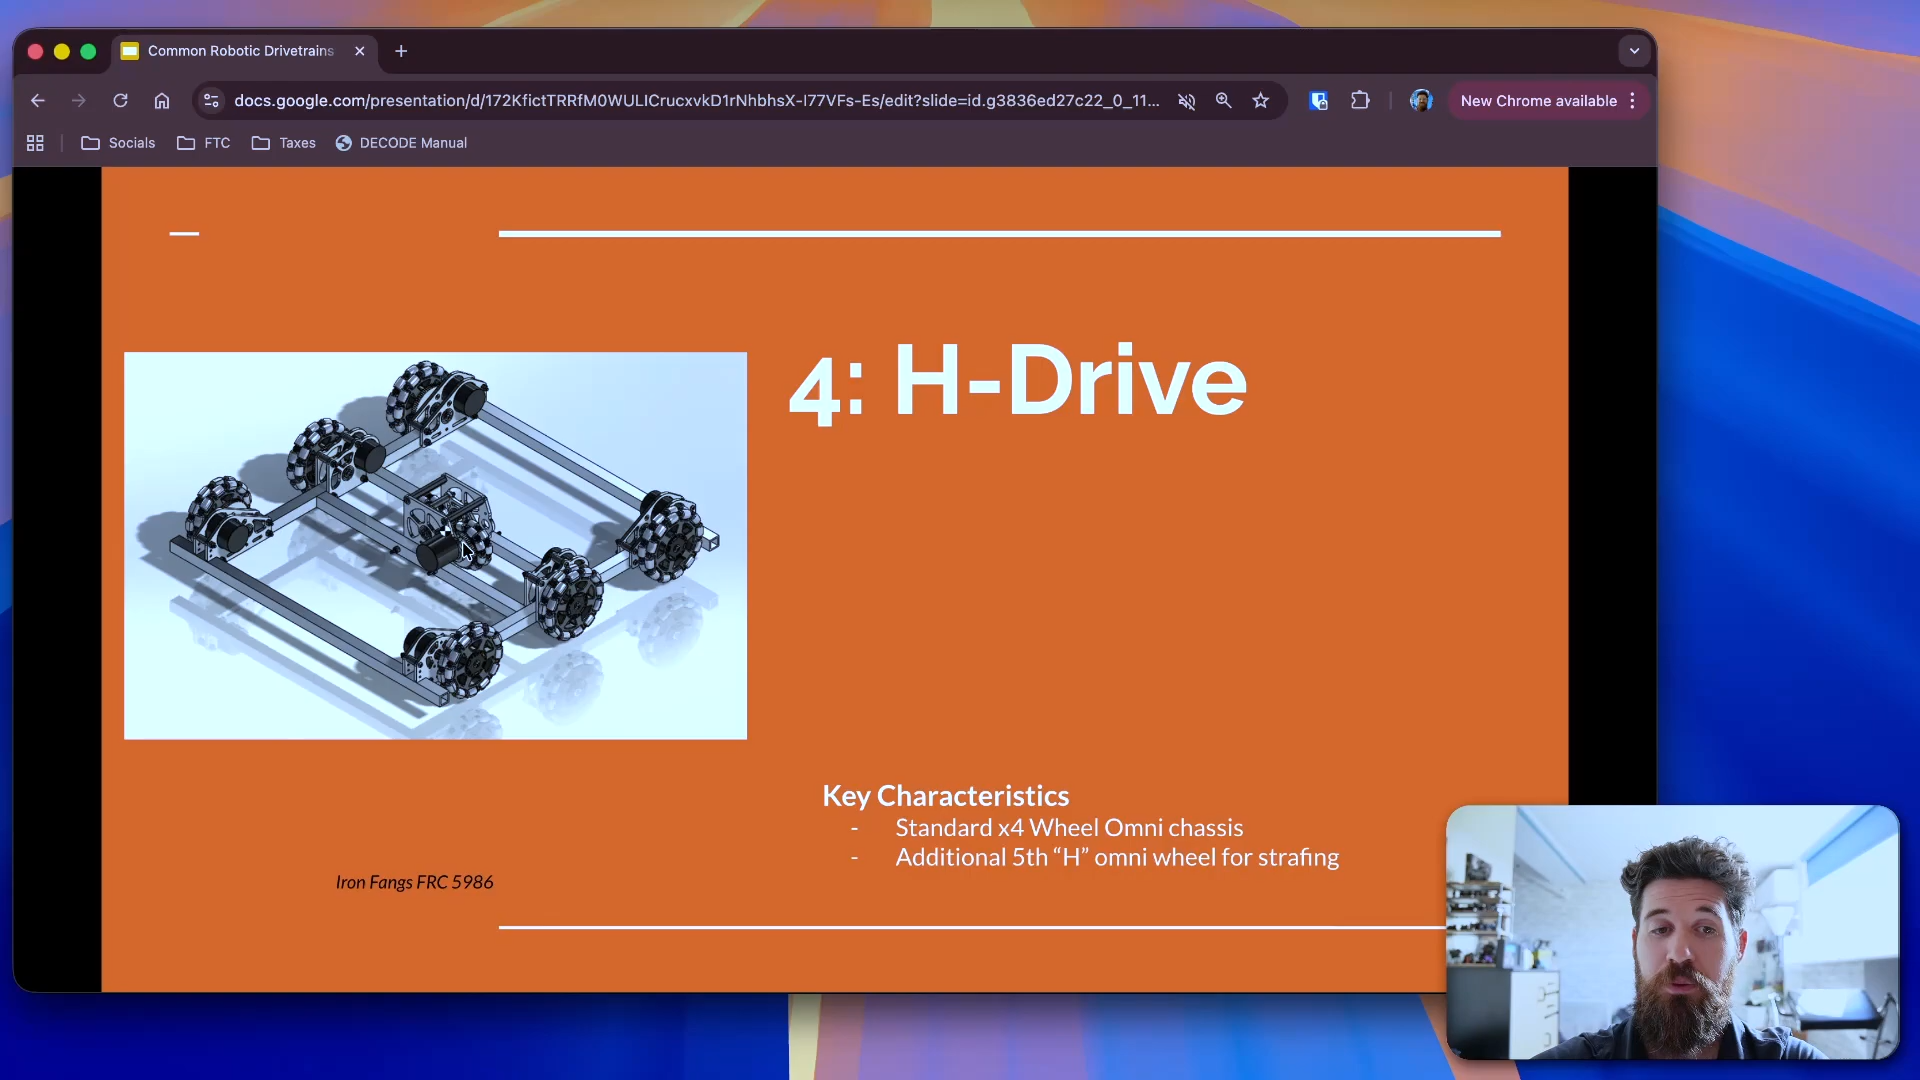 Common Robotic Drivetrains
docs.google.com/presentation/d/172KfictTRRfM0WULICrucxvkD1rNhbhsX-I77VFs-Es/edit?slide=id.g3836ed27c22_0_11...
New Chrome available
Socials
FTC
Taxes
DECODE Manual
4: H-Drive
Key Characteristics
- Standard x4 Wheel Omni chassis
- Additional 5th “H” omni wheel for strafing
Iron Fangs FRC 5986